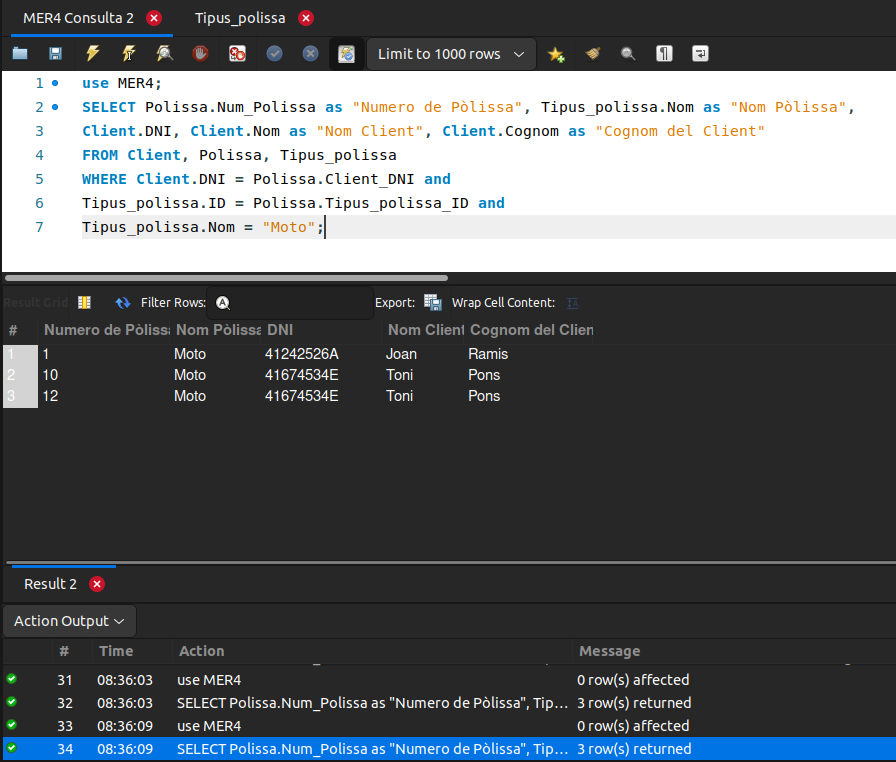 MER4 Consulta 2 Tipus_polissa
Limit to 1000 rows
1 use MER4;
2 SELECT Polissa.Num_Polissa as "Numero de Pòlissa", Tipus_polissa.Nom as "Nom Pòlissa",
3 Client.DNI, Client.Nom as "Nom Client", Client.Cognom as "Cognom del Client"
4 FROM Client, Polissa, Tipus_polissa
5 WHERE Client.DNI = Polissa.Client_DNI and
6 Tipus_polissa.ID = Polissa.Tipus_polissa_ID and
7 Tipus_polissa.Nom = "Moto";
Result Grid Filter Rows: A Export: Wrap Cell Content: IA
# Numero de Pòliss Nom Pòlissa DNI Nom Client Cognom del Clien
1 1 Moto 41242526A Joan Ramis
2 10 Moto 41674534E Toni Pons
3 12 Moto 41674534E Toni Pons
Result 2
Action Output
# Time Action Message
31 08:36:03 use MER4 0 row(s) affected
32 08:36:03 SELECT Polissa.Num_Polissa as "Numero de Pòlissa", Tip... 3 row(s) returned
33 08:36:09 use MER4 0 row(s) affected
34 08:36:09 SELECT Polissa.Num_Polissa as "Numero de Pòlissa", Tip... 3 row(s) returned